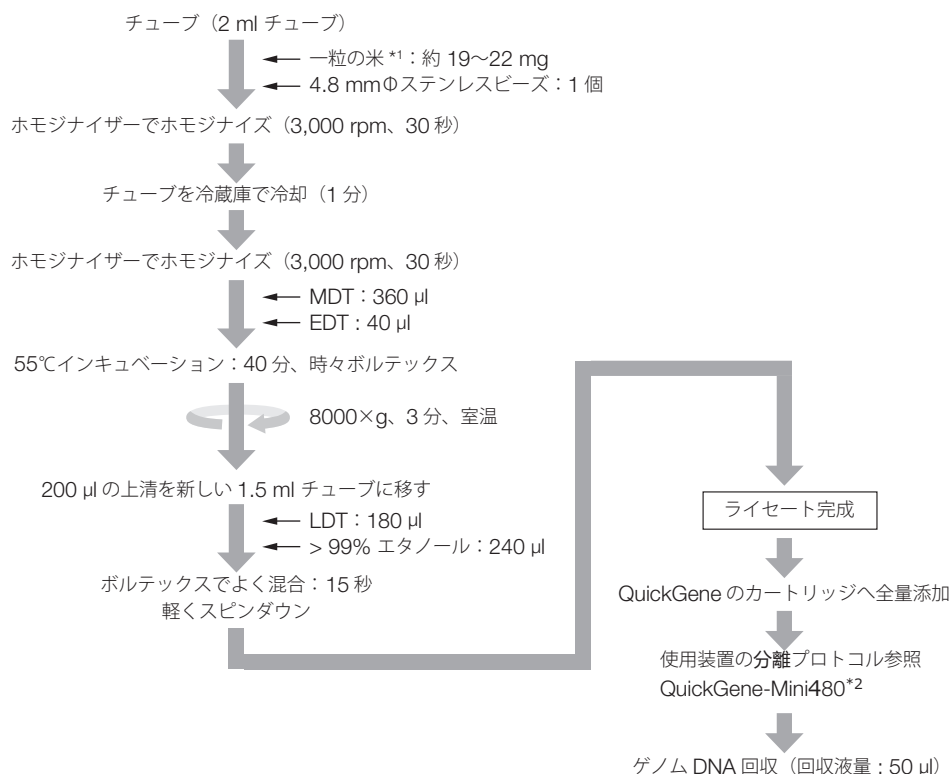 チューブ（2 ml チューブ）
一粒の米 *1：約 19～22 mg
4.8 mmΦステンレスビーズ：1 個
ホモジナイザーでホモジナイズ（3,000 rpm、30 秒）
チューブを冷蔵庫で冷却（1 分）
ホモジナイザーでホモジナイズ（3,000 rpm、30 秒）
MDT：360 µl
EDT : 40 µl
55℃インキュベーション：40 分、時々ボルテックス
8000×g、3 分、室温
200 µl の上清を新しい 1.5 ml チューブに移す
LDT：180 µl
> 99% エタノール：240 µl
ボルテックスでよく混合：15 秒
軽くスピンダウン
ライセート完成
QuickGene のカートリッジへ全量添加
使用装置の分離プロトコル参照
QuickGene-Mini480*2
ゲノム DNA 回収（回収液量 : 50 µl）